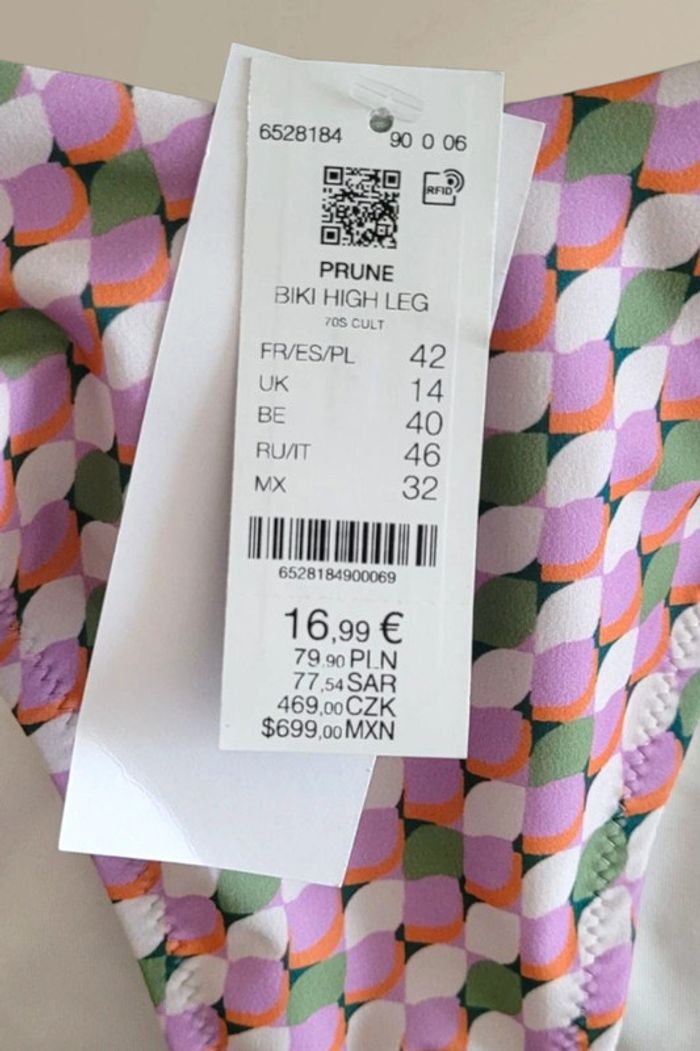 6528184 90 0 06
RFID
PRUNE
BIKI HIGH LEG
70S CULT
FR/ES/PL 42
UK 14
BE 40
RU/IT 46
MX 32
6528184900069
16,99 €
79,90 PLN
77,54 SAR
469,00 CZK
$699,00 MXN